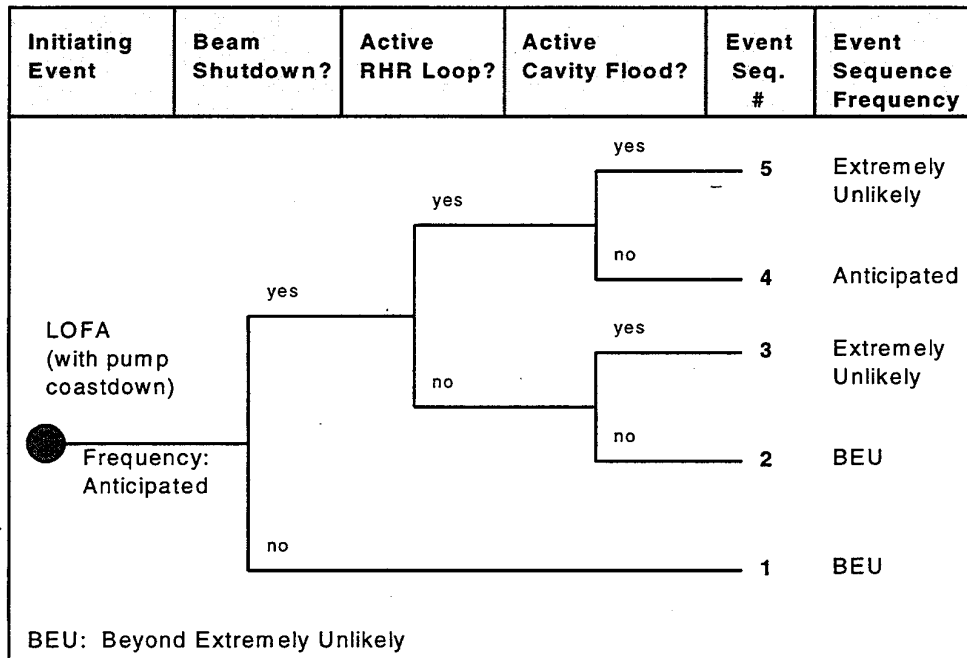 Initiating Event
Beam Shutdown?
Active RHR Loop?
Active Cavity Flood?
Event Seq. #
Event Sequence Frequency
yes
5
Extremely
Unlikely
yes
no
4
Anticipated
yes
LOFA
(with pump
coastdown)
yes
3
Extremely
Unlikely
no
no
2
BEU
Frequency:
Anticipated
no
1
BEU
BEU: Beyond Extremely Unlikely